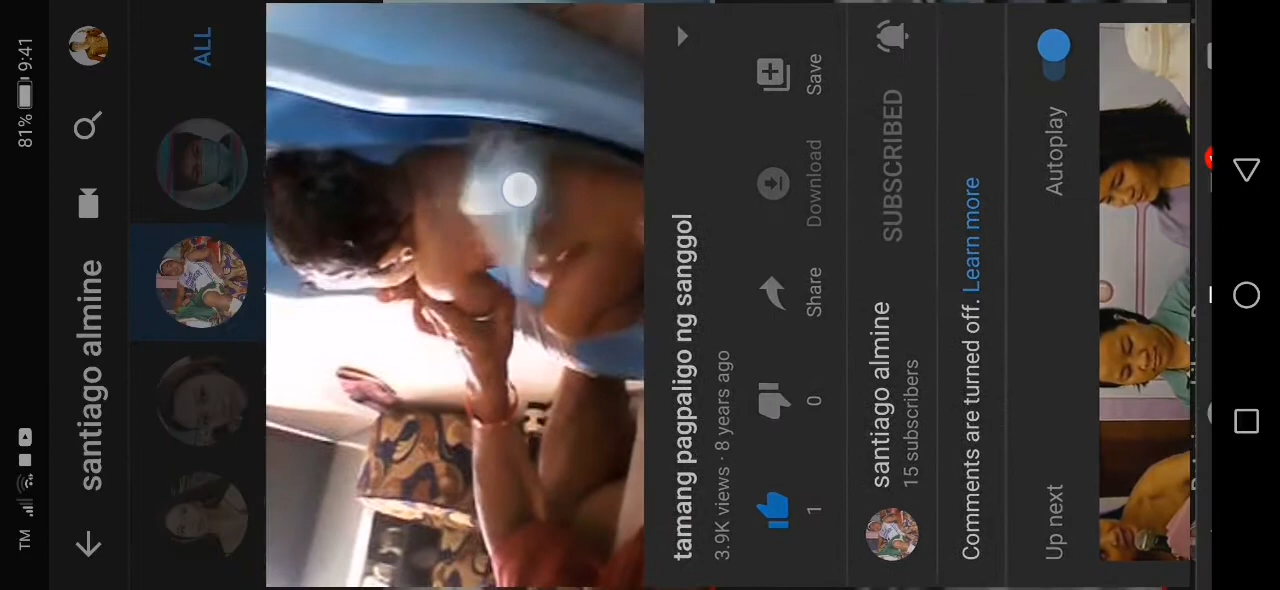 TM 81% 9:41
santiago almine
ALL
tamang pagpaligo ng sanggol
3.9K views · 8 years ago
1 0 Share Download Save
santiago almine
15 subscribers
SUBSCRIBED
Comments are turned off. Learn more
Up next Autoplay